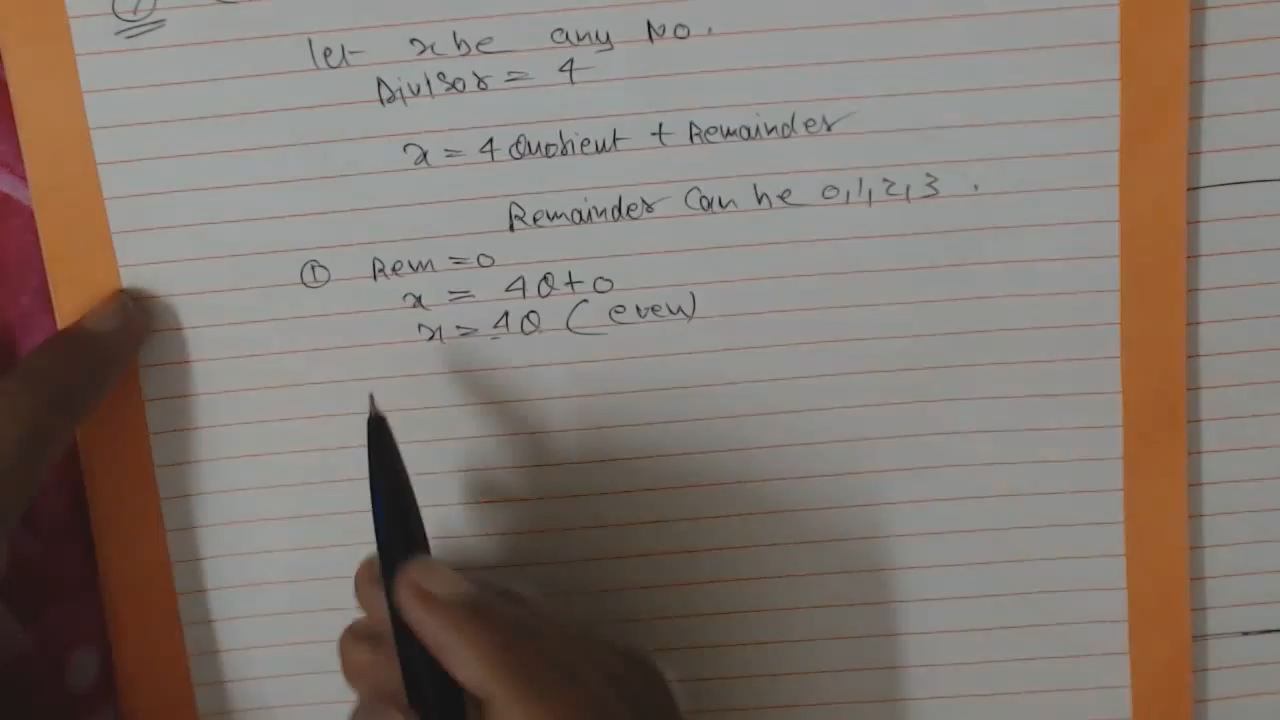 ①
let x be any No.
Divisor = 4
x = 4 Quotient + Remainder
Remainder can be 0,1,2,3.
① Rem = 0
x = 4Q+0
x = 4Q (even)